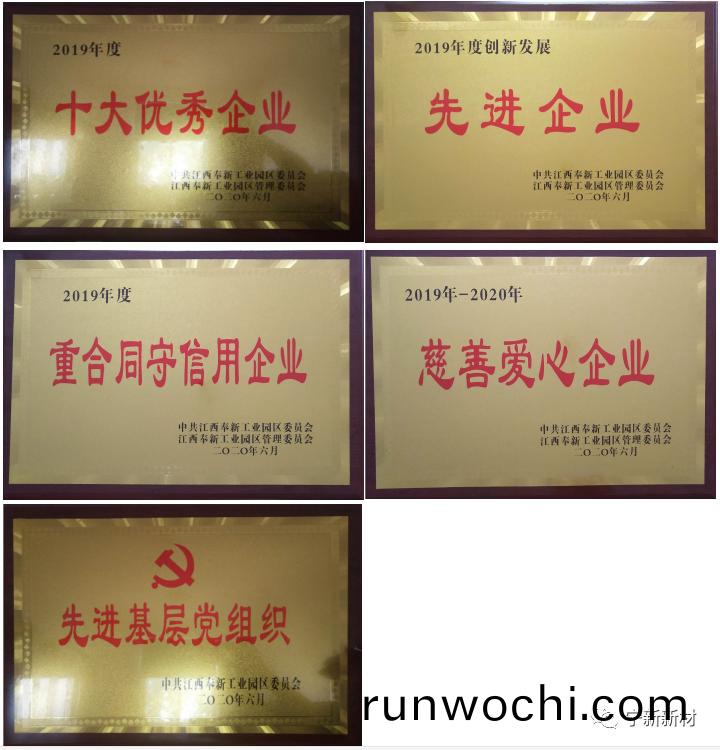 2019年度
十大优秀企业
中共江西奉新工业园区委员会
江西奉新工业园区管理委员会
二〇二〇年六月
2019年度创新发展
先进企业
中共江西奉新工业园区委员会
江西奉新工业园区管理委员会
二〇二〇年六月
2019年度
重合同守信用企业
中共江西奉新工业园区委员会
江西奉新工业园区管理委员会
二〇二〇年六月
2019年-2020年
慈善爱心企业
中共江西奉新工业园区委员会
江西奉新工业园区管理委员会
二〇二〇年六月
先进基层党组织
中共江西奉新工业园区委员会
二〇二〇年六月
runwochi.com
宁新新材